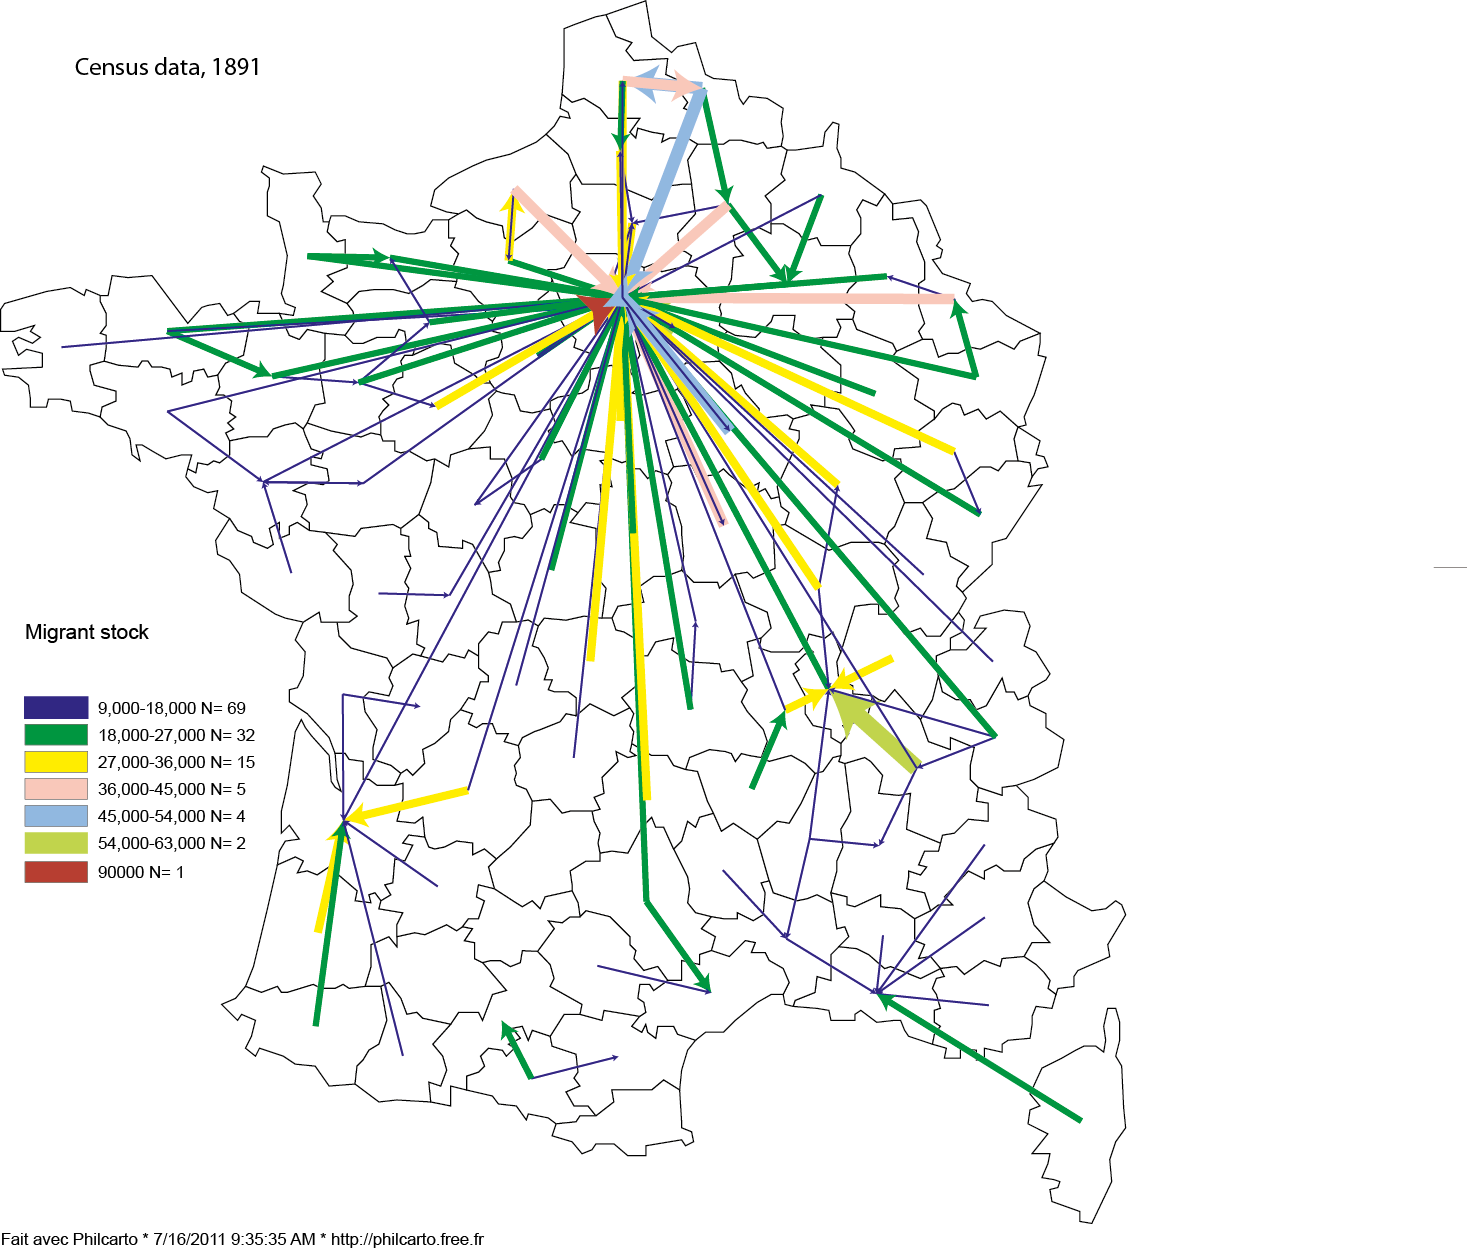 Census data, 1891
Migrant stock
9,000-18,000 N= 69
18,000-27,000 N= 32
27,000-36,000 N= 15
36,000-45,000 N= 5
45,000-54,000 N= 4
54,000-63,000 N= 2
90000 N= 1
Fait avec Philcarto * 7/16/2011 9:35:35 AM * http://philcarto.free.fr